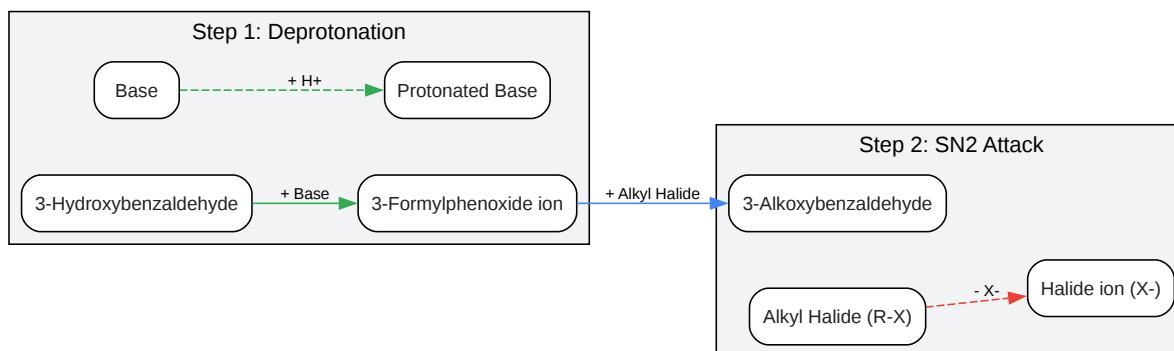 Step 1: Deprotonation
Base
+ H+
Protonated Base
3-Hydroxybenzaldehyde
+ Base
3-Formylphenoxide ion
+ Alkyl Halide
Step 2: SN2 Attack
3-Alkoxybenzaldehyde
Alkyl Halide (R-X)
- X-
Halide ion (X-)